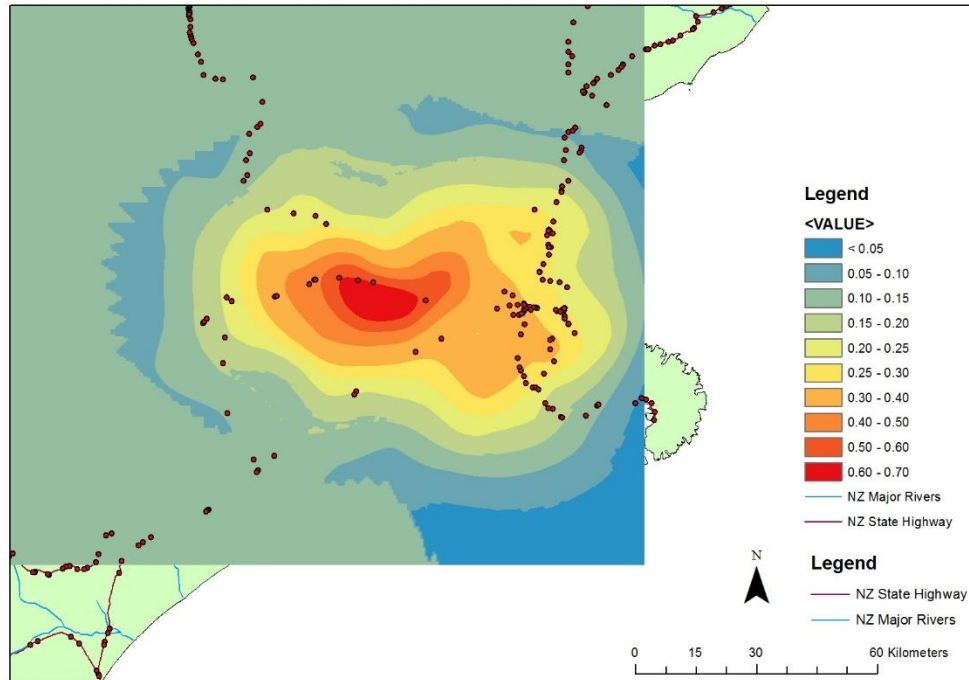 Legend
<VALUE>
< 0.05
0.05 - 0.10
0.10 - 0.15
0.15 - 0.20
0.20 - 0.25
0.25 - 0.30
0.30 - 0.40
0.40 - 0.50
0.50 - 0.60
0.60 - 0.70
NZ Major Rivers
NZ State Highway
N
Legend
NZ State Highway
NZ Major Rivers
0 15 30 60 Kilometers